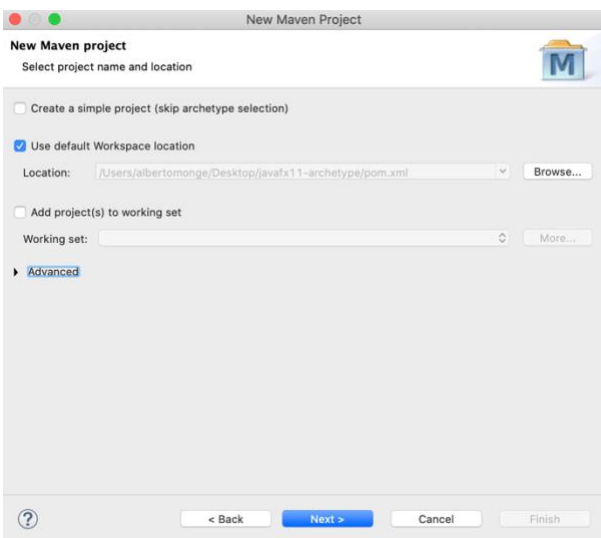 New Maven Project
New Maven project
Select project name and location
M
Create a simple project (skip archetype selection)
Use default Workspace location
Location: /Users/albertomonge/Desktop/javafx11-archetype/pom.xml Browse...
Add project(s) to working set
Working set: More...
Advanced
? < Back Next > Cancel Finish